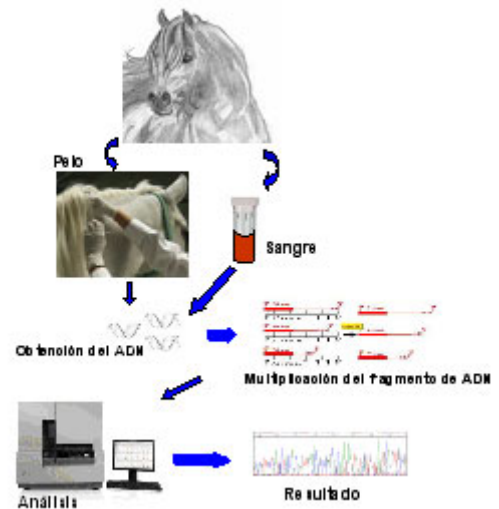 Pelo
Sangre
Obtención del ADN
Multiplicación del fragmento de ADN
Análisis
Resultado